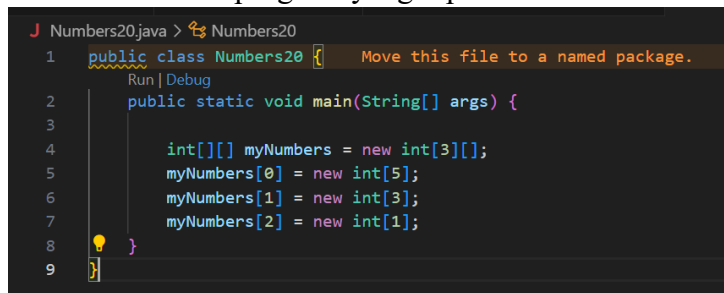 J Numbers20.java > Numbers20
1 public class Numbers20 { Move this file to a named package.
Run | Debug
2 public static void main(String[] args) {
3
4 int[][] myNumbers = new int[3][];
5 myNumbers[0] = new int[5];
6 myNumbers[1] = new int[3];
7 myNumbers[2] = new int[1];
8 }
9 }